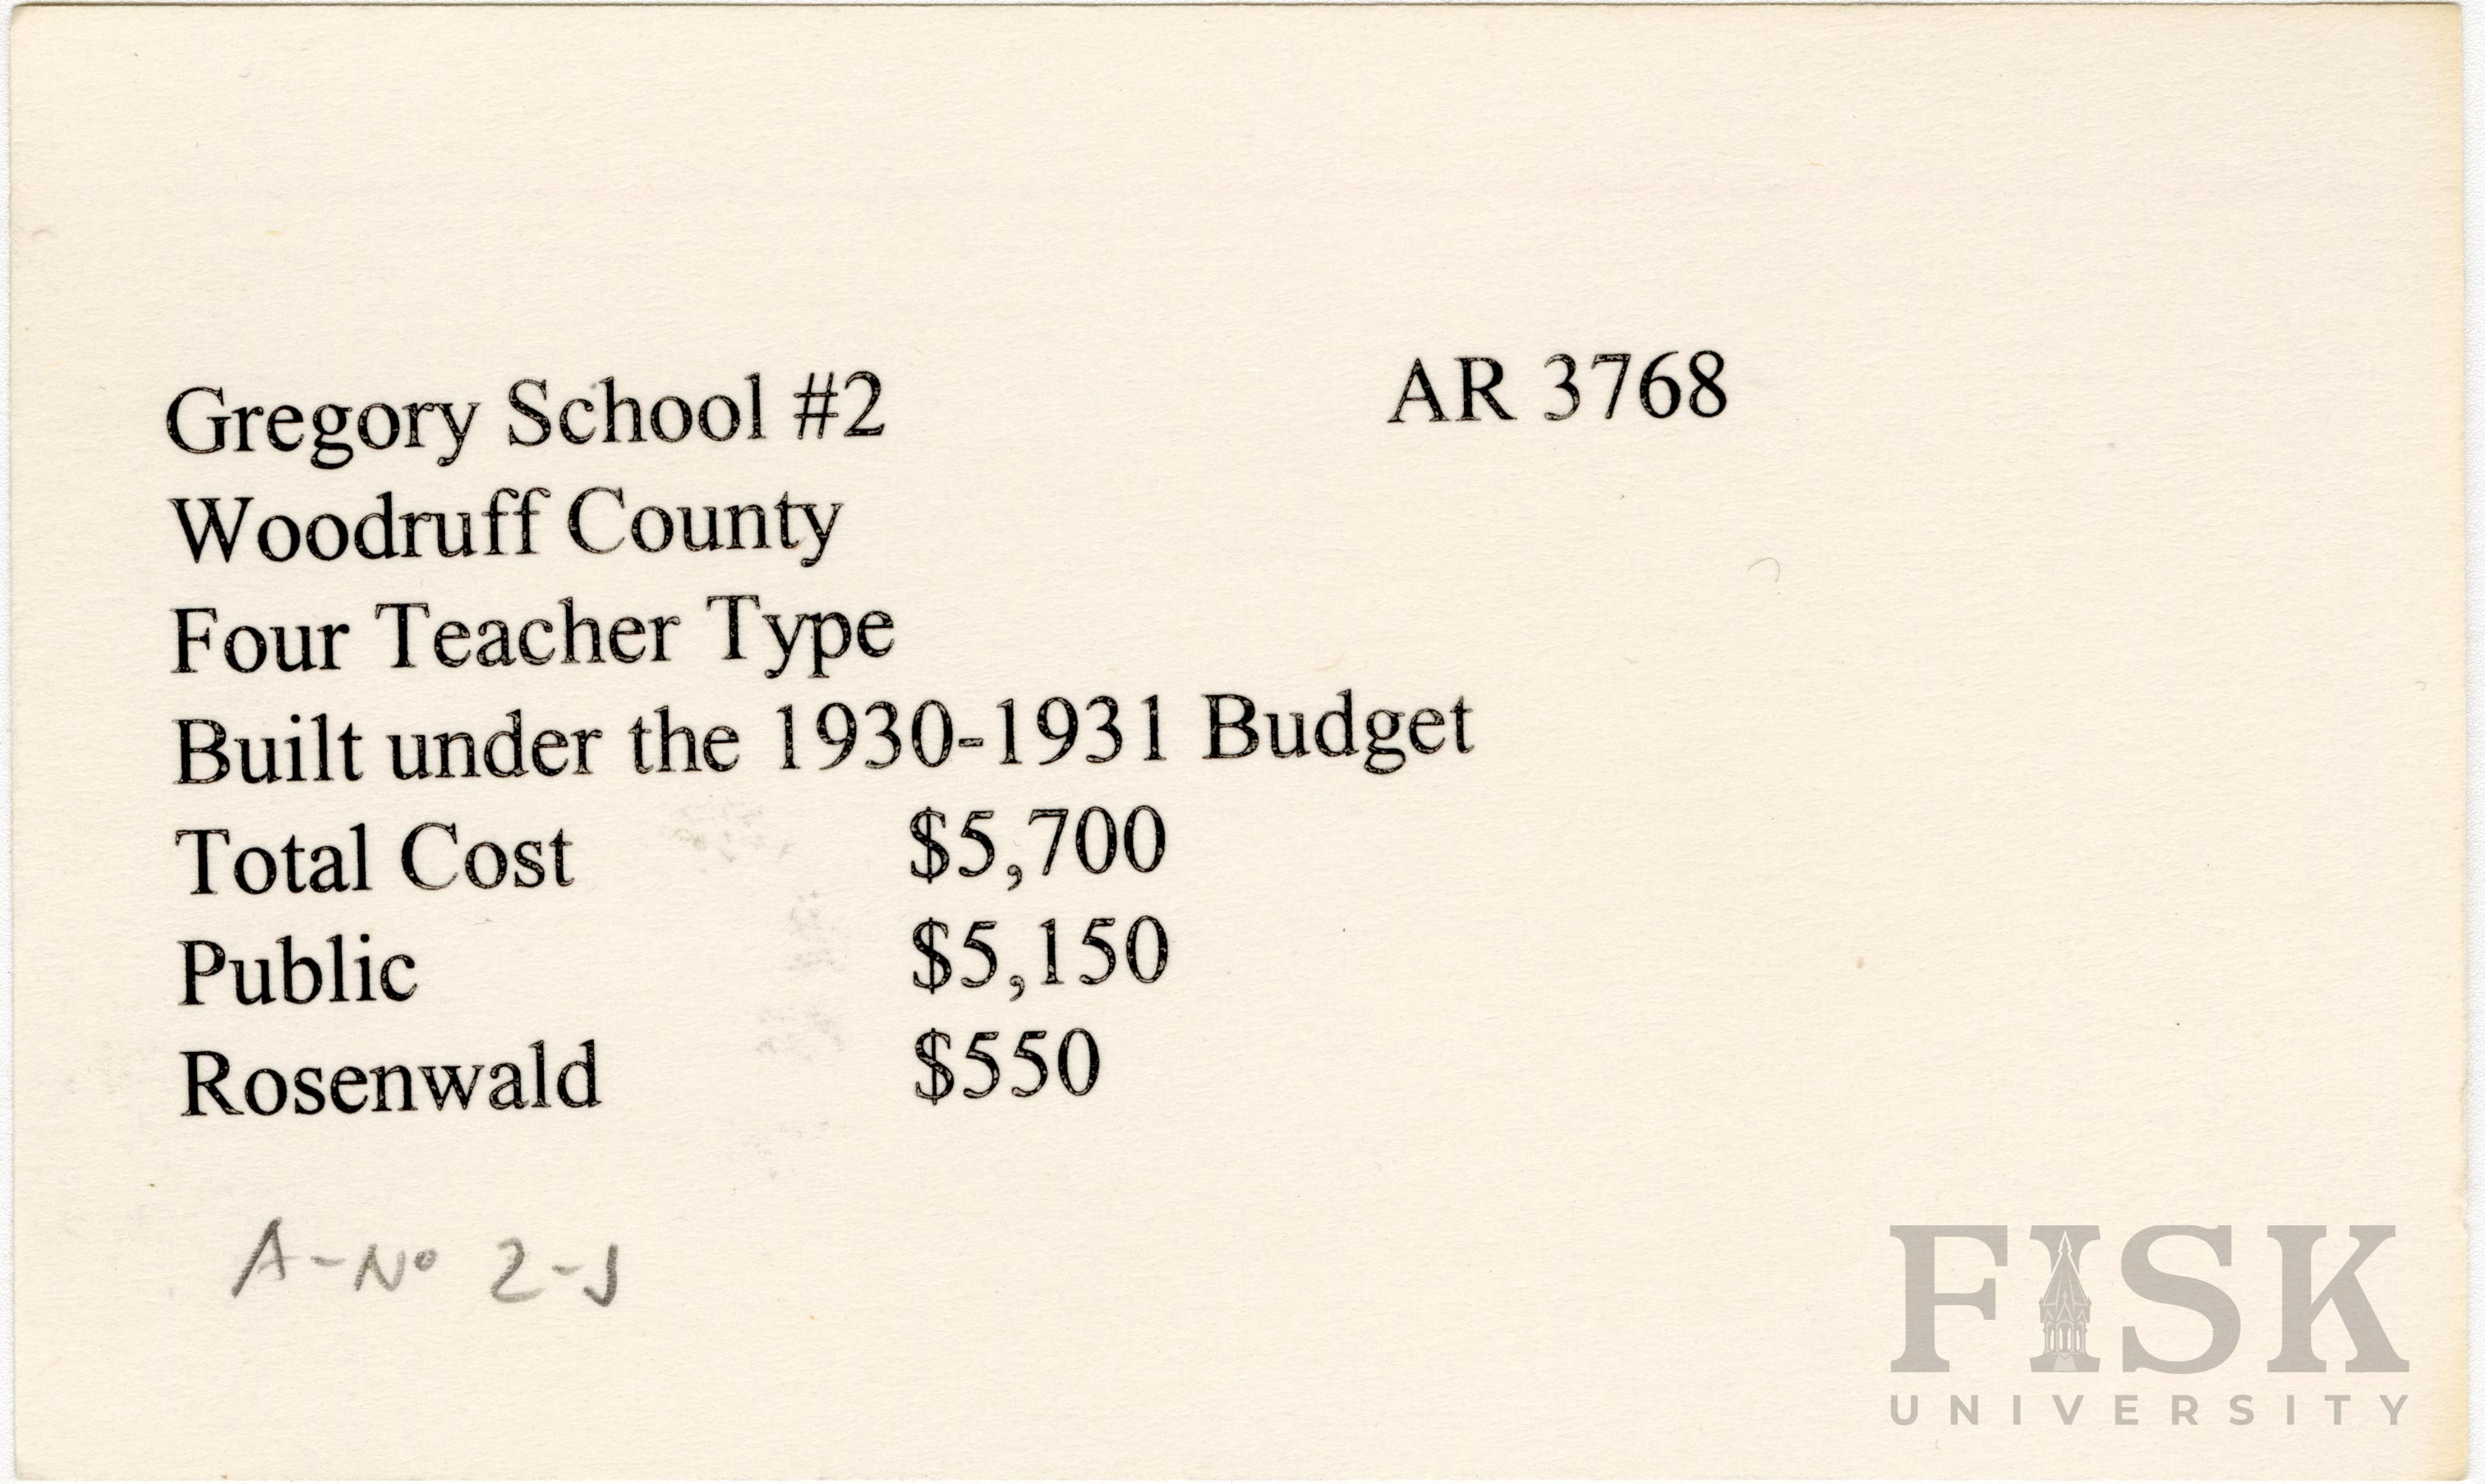 Gregory School #2 AR 3768
Woodruff County
Four Teacher Type
Built under the 1930-1931 Budget
Total Cost $5,700
Public $5,150
Rosenwald $550
A-No 2-J
FISK
UNIVERSITY